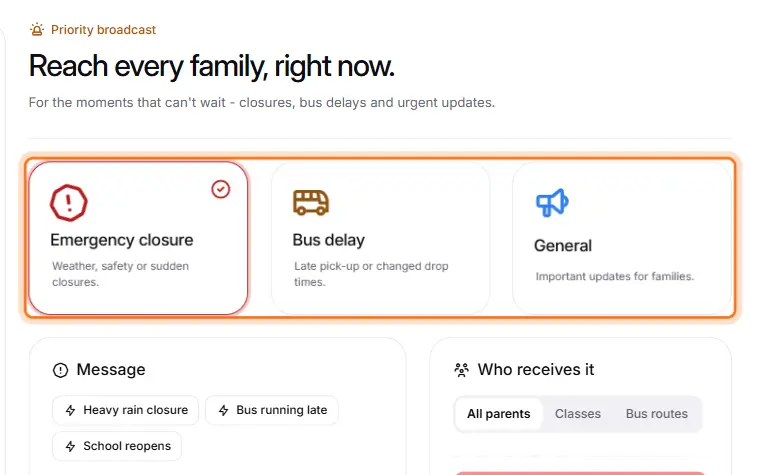 Priority broadcast
Reach every family, right now.
For the moments that can't wait - closures, bus delays and urgent updates.
Emergency closure
Weather, safety or sudden
closures.
Bus delay
Late pick-up or changed drop
times.
General
Important updates for families.
Message
Heavy rain closure
Bus running late
School reopens
Who receives it
All parents
Classes
Bus routes